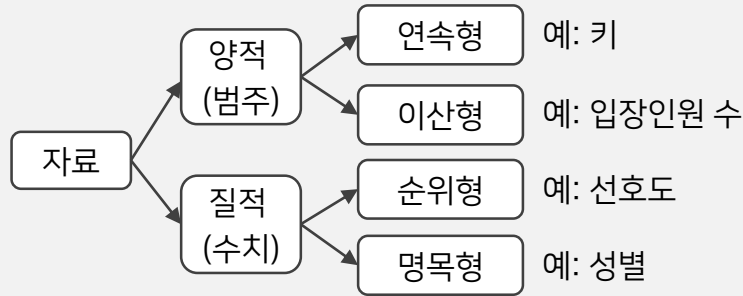 자료
양적
(범주)
연속형 예: 키
이산형 예: 입장인원 수
질적
(수치)
순위형 예: 선호도
명목형 예: 성별